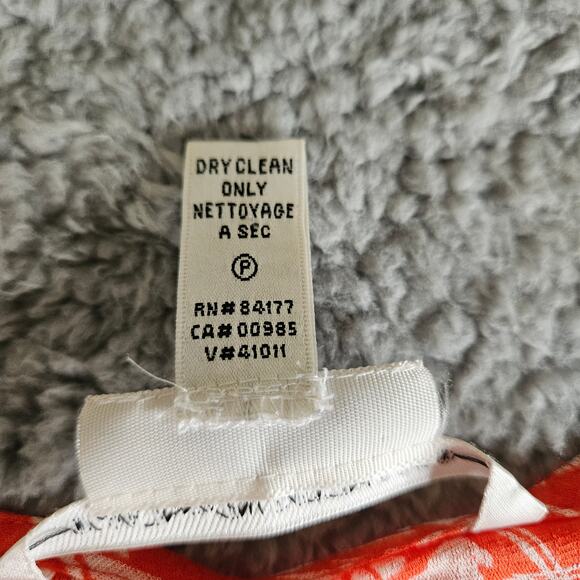 DRY CLEAN
ONLY
NETTOYAGE
A SEC
P
RN# 84177
CA# 00985
V#41011